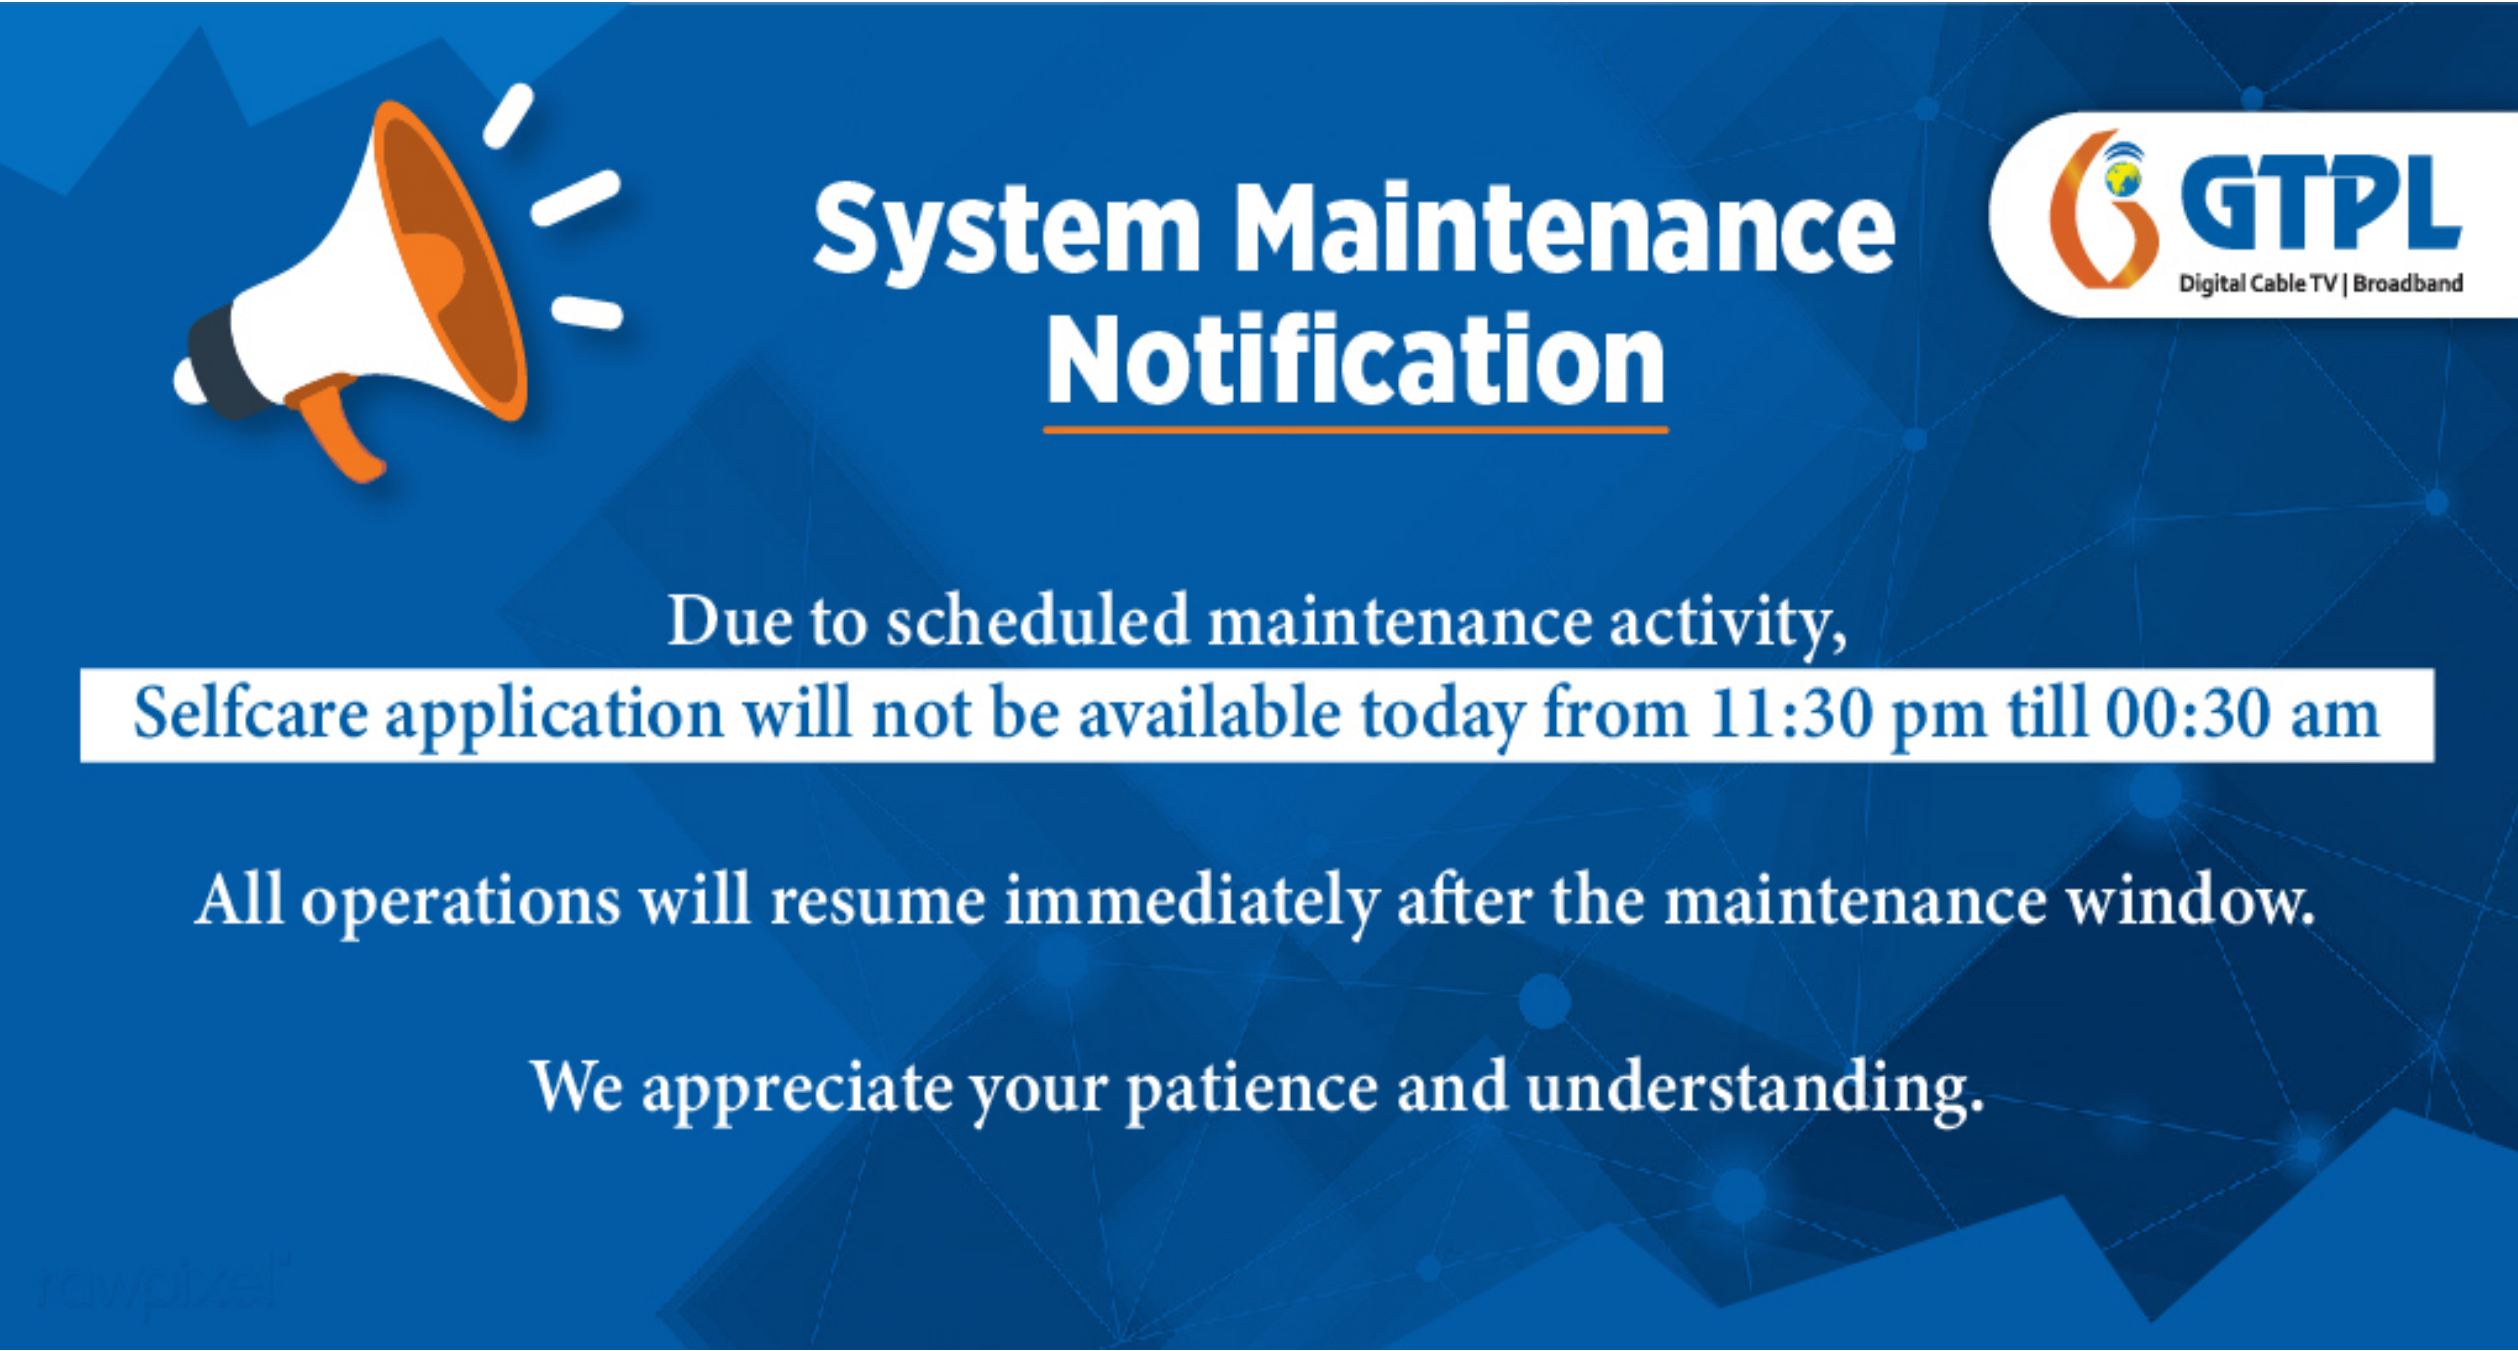 System Maintenance
Notification
GTPL
Digital Cable TV | Broadband
Due to scheduled maintenance activity,
Selfcare application will not be available today from 11:30 pm till 00:30 am
All operations will resume immediately after the maintenance window.
We appreciate your patience and understanding.
rawpixel